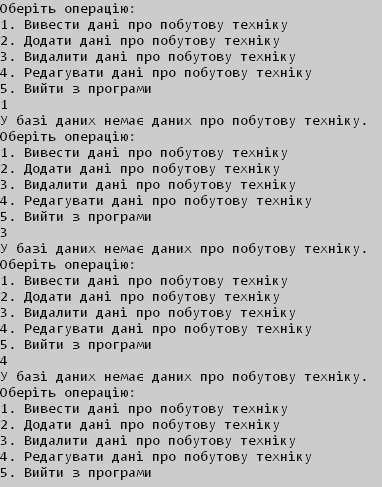 Оберіть операцію:
1. Вивести дані про побутову техніку
2. Додати дані про побутову техніку
3. Видалити дані про побутову техніку
4. Редагувати дані про побутову техніку
5. Вийти з програми
1
У базі даних немає даних про побутову техніку.
Оберіть операцію:
1. Вивести дані про побутову техніку
2. Додати дані про побутову техніку
3. Видалити дані про побутову техніку
4. Редагувати дані про побутову техніку
5. Вийти з програми
3
У базі даних немає даних про побутову техніку.
Оберіть операцію:
1. Вивести дані про побутову техніку
2. Додати дані про побутову техніку
3. Видалити дані про побутову техніку
4. Редагувати дані про побутову техніку
5. Вийти з програми
4
У базі даних немає даних про побутову техніку.
Оберіть операцію:
1. Вивести дані про побутову техніку
2. Додати дані про побутову техніку
3. Видалити дані про побутову техніку
4. Редагувати дані про побутову техніку
5. Вийти з програми